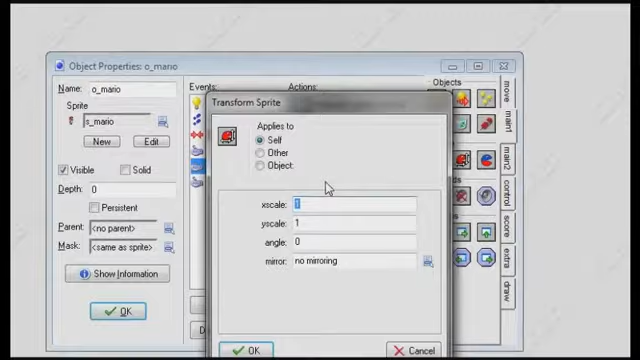 Object Properties: o_mario
Name: o_mario
Sprite
s_mario
New
Edit
Visible
Solid
Depth: 0
Persistent
Parent: <no parent>
Mask: <same as sprite>
Show Information
OK
Events:
Actions:
Transform Sprite
Applies to
Self
Other
Object:
xscale: 1
yscale: 1
angle: 0
mirror: no mirroring
OK
Cancel
Objects
move
main1
main2
control
score
extra
draw